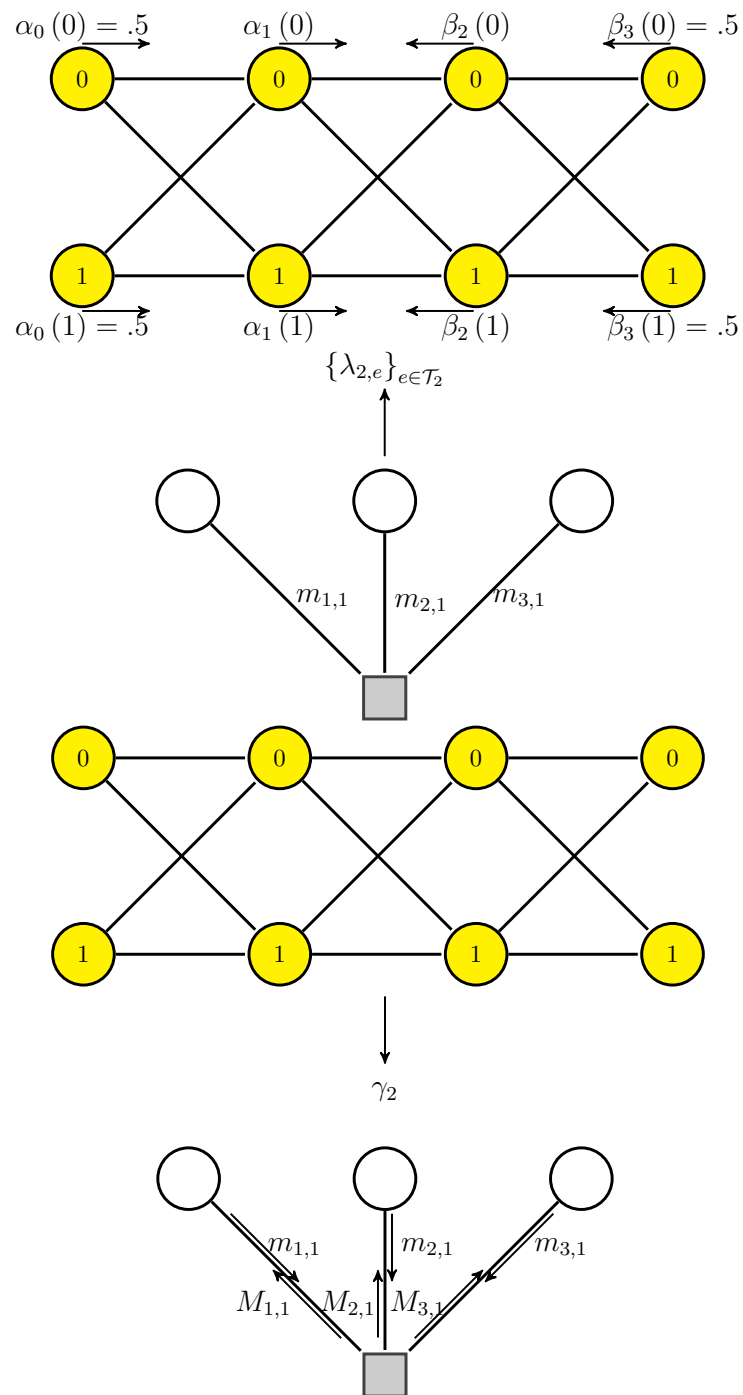 α₀(0) = .5 α₁(0) β₂(0) β₃(0) = .5
0 0 0 0
1 1 1 1
α₀(1) = .5 α₁(1) β₂(1) β₃(1) = .5
{λ₂,ₑ}ₑ∈𝒯₂
m₁,₁ m₂,₁ m₃,₁
0 0 0 0
1 1 1 1
γ₂
m₁,₁ m₂,₁ m₃,₁
M₁,₁ M₂,₁ M₃,₁